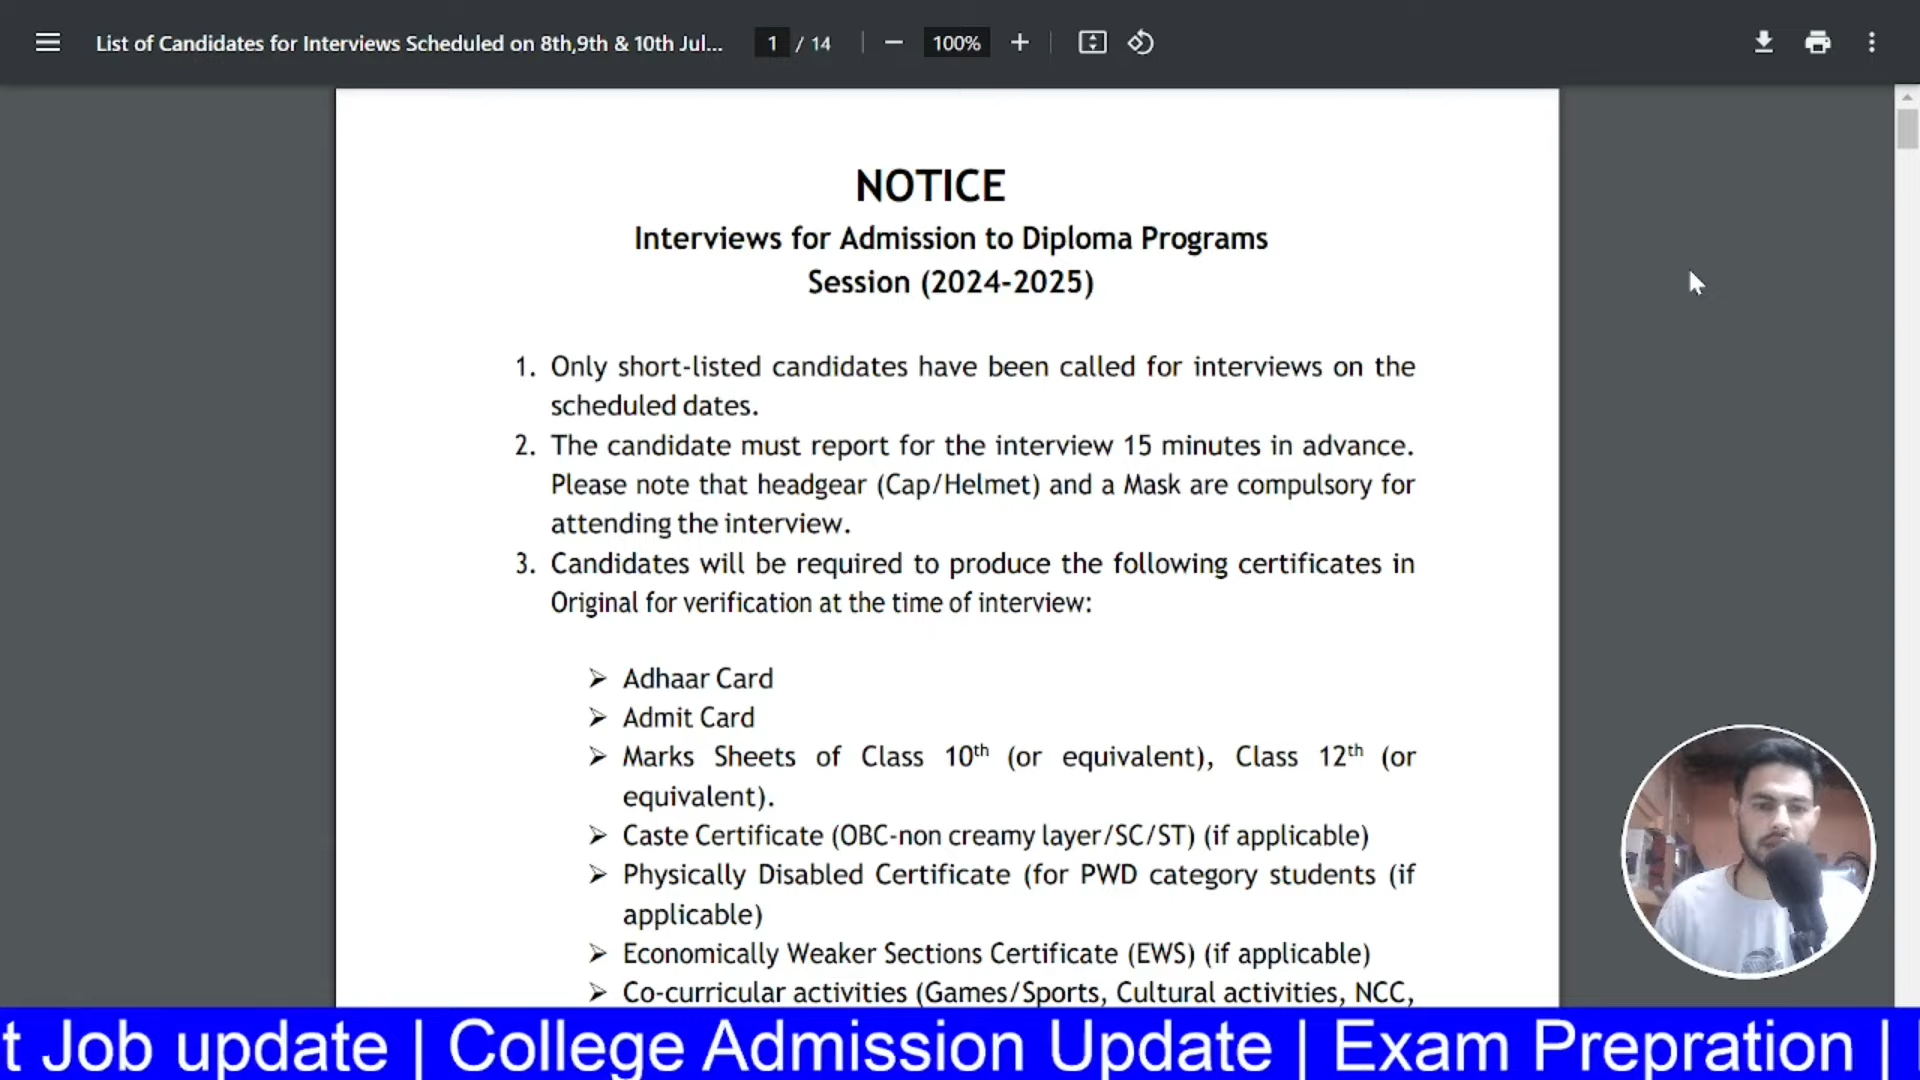 List of Candidates for Interviews Scheduled on 8th,9th & 10th Jul...
1 / 14
100%
NOTICE
Interviews for Admission to Diploma Programs
Session (2024-2025)
1. Only short-listed candidates have been called for interviews on the
scheduled dates.
2. The candidate must report for the interview 15 minutes in advance.
Please note that headgear (Cap/Helmet) and a Mask are compulsory for
attending the interview.
3. Candidates will be required to produce the following certificates in
Original for verification at the time of interview:
➢ Adhaar Card
➢ Admit Card
➢ Marks Sheets of Class 10th (or equivalent), Class 12th (or
equivalent).
➢ Caste Certificate (OBC-non creamy layer/SC/ST) (if applicable)
➢ Physically Disabled Certificate (for PWD category students (if
applicable)
➢ Economically Weaker Sections Certificate (EWS) (if applicable)
➢ Co-curricular activities (Games/Sports, Cultural activities, NCC,
t Job update | College Admission Update | Exam Prepration |